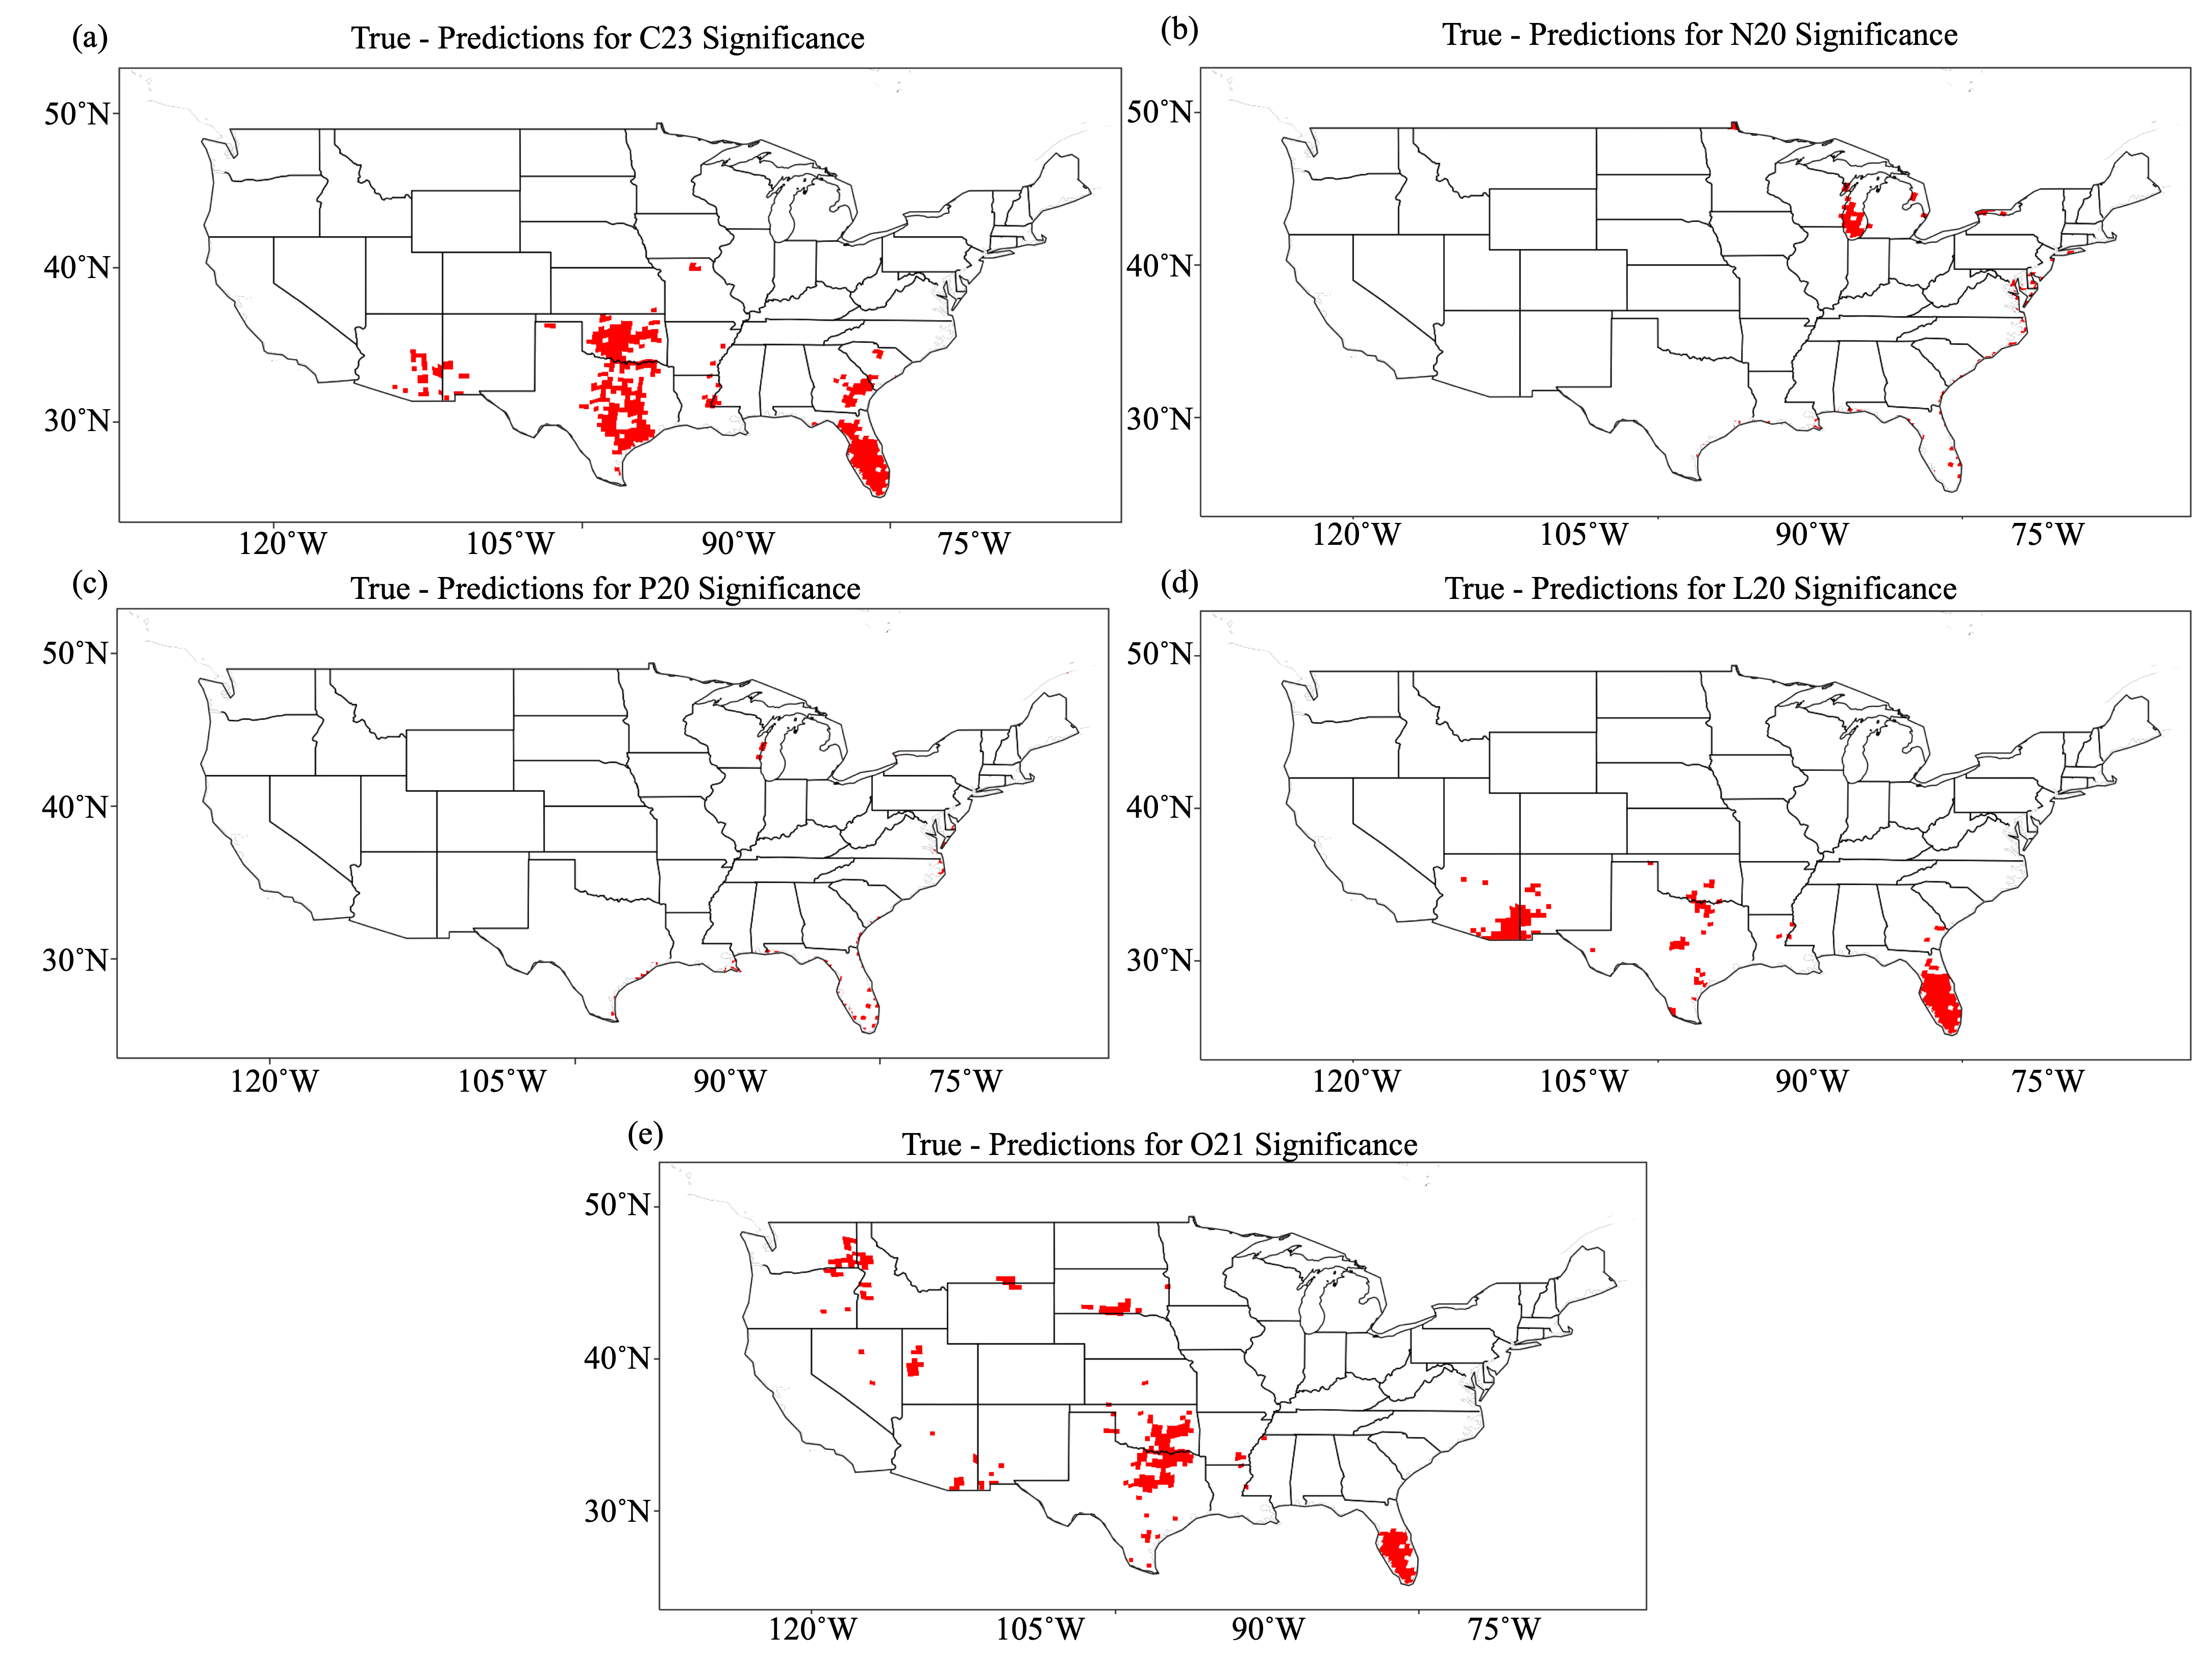 (a) True - Predictions for C23 Significance
50°N
40°N
30°N
120°W 105°W 90°W 75°W
(b) True - Predictions for N20 Significance
50°N
40°N
30°N
120°W 105°W 90°W 75°W
(c) True - Predictions for P20 Significance
50°N
40°N
30°N
120°W 105°W 90°W 75°W
(d) True - Predictions for L20 Significance
50°N
40°N
30°N
120°W 105°W 90°W 75°W
(e) True - Predictions for O21 Significance
50°N
40°N
30°N
120°W 105°W 90°W 75°W